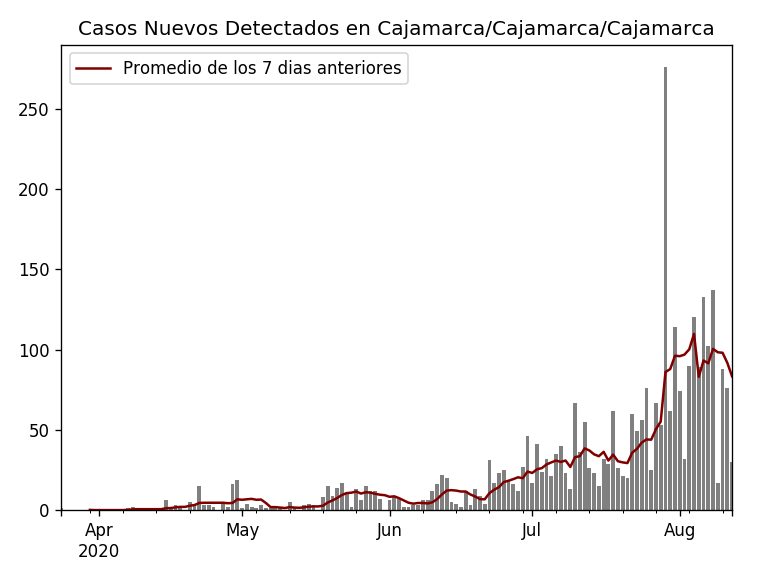 Casos Nuevos Detectados en Cajamarca/Cajamarca/Cajamarca
Promedio de los 7 dias anteriores
250
200
150
100
50
0
Apr May Jun Jul Aug
2020